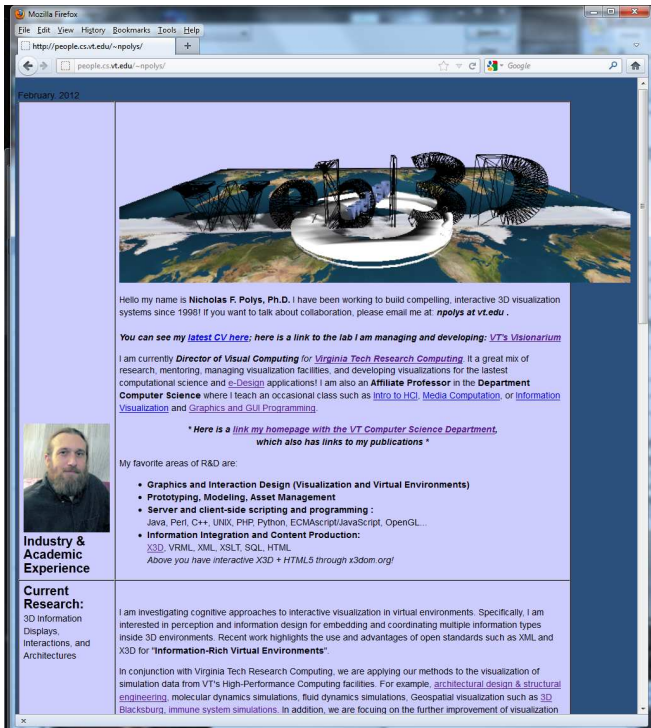 Mozilla Firefox
File Edit View History Bookmarks Tools Help
http://people.cs.vt.edu/~npolys/
+
people.cs.vt.edu/~npolys/
Google
February, 2012
Web3D
Hello my name is Nicholas F. Polys, Ph.D. I have been working to build compelling, interactive 3D visualization
systems since 1998! If you want to talk about collaboration, please email me at: npolys at vt.edu .
You can see my latest CV here; here is a link to the lab I am managing and developing: VT's Visionarium
I am currently Director of Visual Computing for Virginia Tech Research Computing. It a great mix of
research, mentoring, managing visualization facilities, and developing visualizations for the lastest
computational science and e-Design applications! I am also an Affiliate Professor in the Department
Computer Science where I teach an occasional class such as Intro to HCI, Media Computation, or Information
Visualization and Graphics and GUI Programming.
* Here is a link my homepage with the VT Computer Science Department,
which also has links to my publications *
My favorite areas of R&D are:
• Graphics and Interaction Design (Visualization and Virtual Environments)
• Prototyping, Modeling, Asset Management
• Server and client-side scripting and programming :
Java, Perl, C++, UNIX, PHP, Python, ECMAscript/JavaScript, OpenGL...
• Information Integration and Content Production:
X3D, VRML, XML, XSLT, SQL, HTML
Above you have interactive X3D + HTML5 through x3dom.org!
Industry &
Academic
Experience
Current
Research:
3D Information
Displays,
Interactions, and
Architectures
I am investigating cognitive approaches to interactive visualization in virtual environments. Specifically, I am
interested in perception and information design for embedding and coordinating multiple information types
inside 3D environments. Recent work highlights the use and advantages of open standards such as XML and
X3D for "Information-Rich Virtual Environments".
In conjunction with Virginia Tech Research Computing, we are applying our methods to the visualization of
simulation data from VT's High-Performance Computing facilities. For example, architectural design & structural
engineering, molecular dynamics simulations, fluid dynamics simulations, Geospatial visualization such as 3D
Blacksburg, immune system simulations. In addition, we are focuing on the further improvement of visualization
x